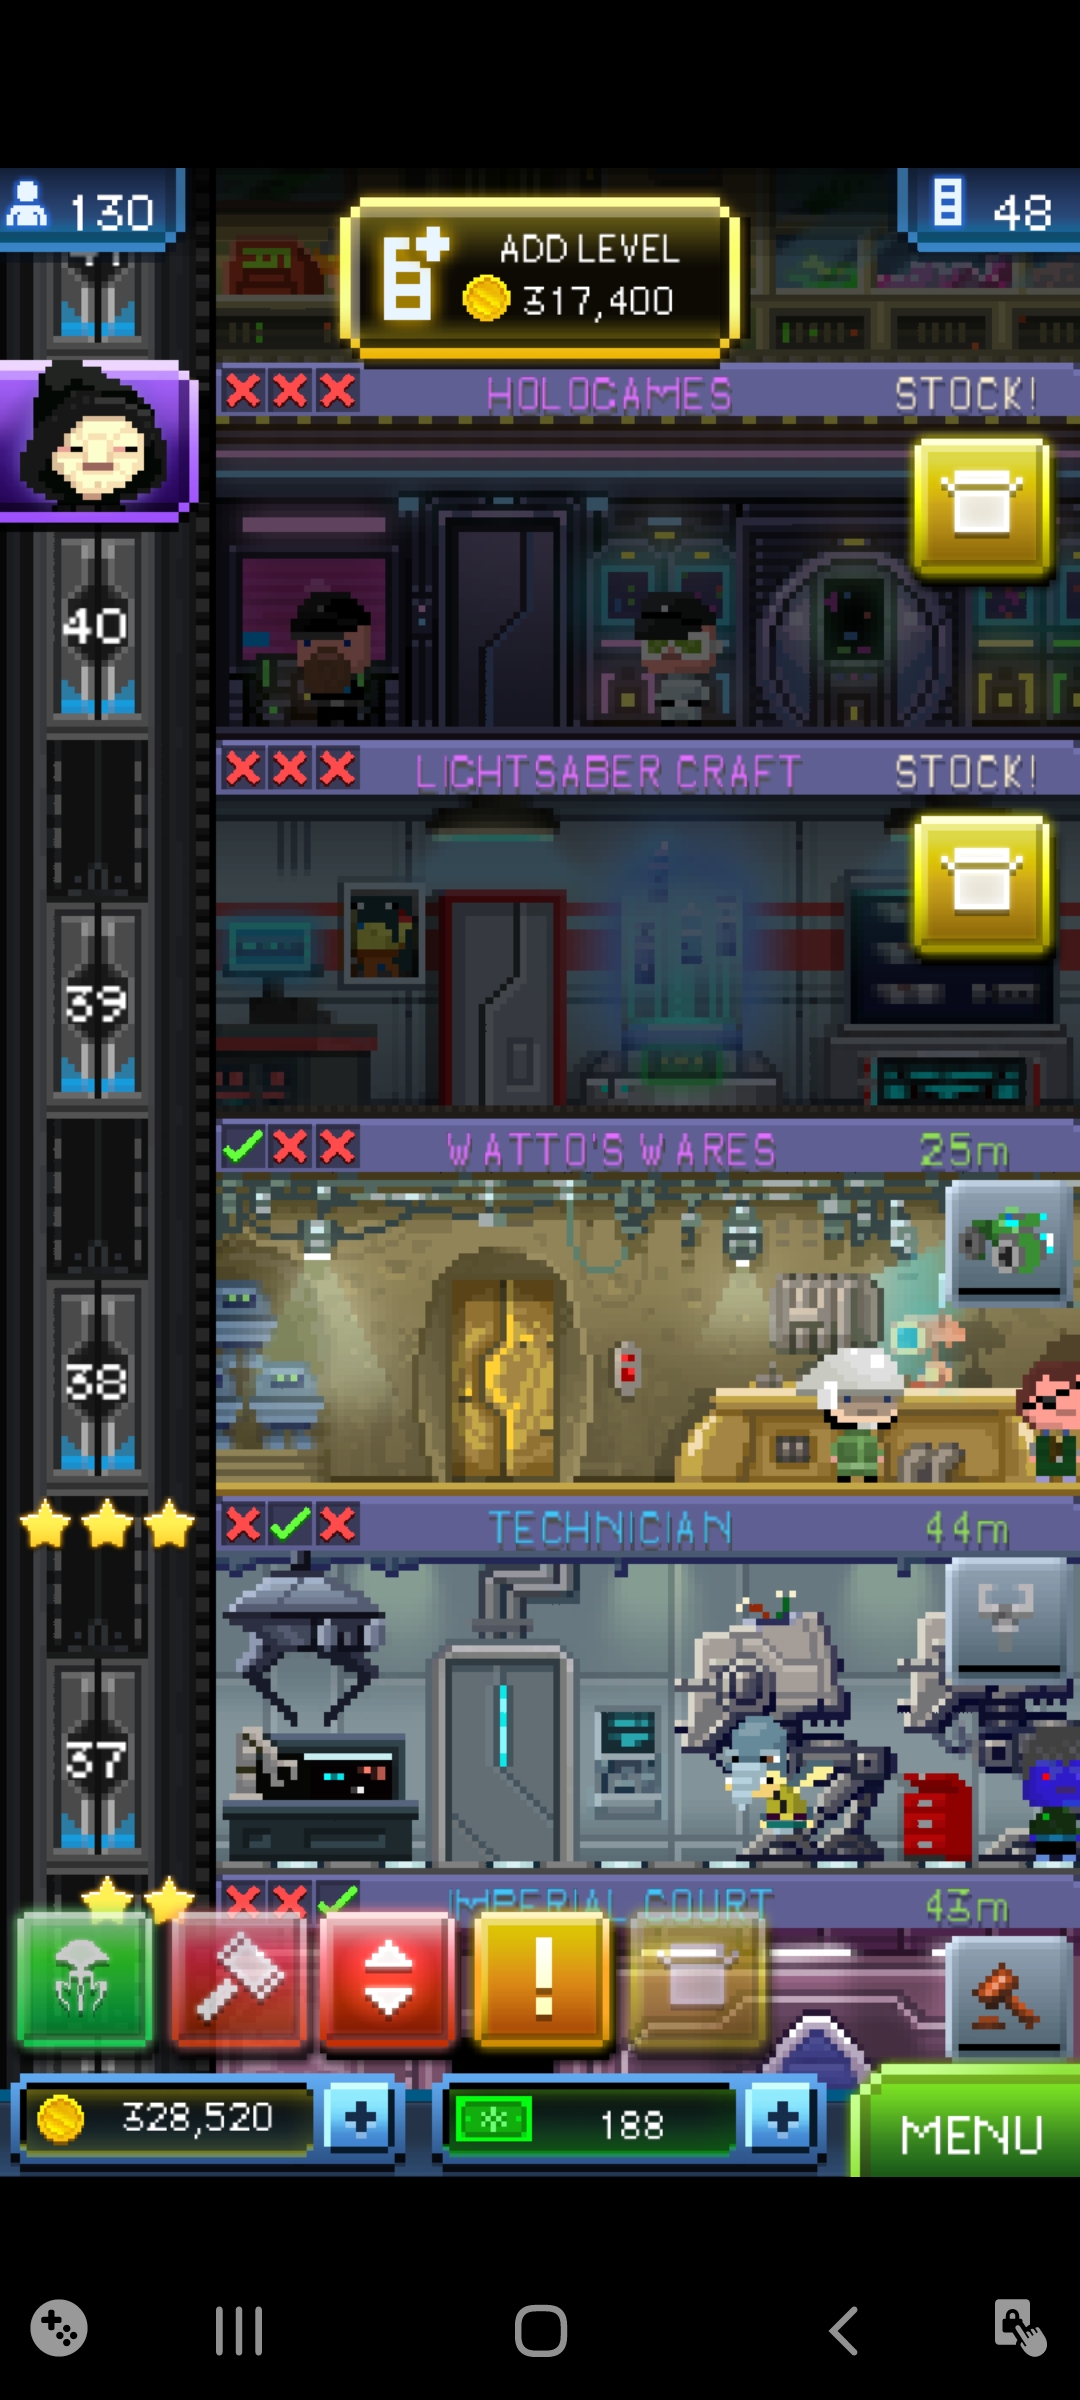 130
ADD LEVEL
317,400
48
HOLOGAMES
STOCK!
40
LIGHTSABER CRAFT
STOCK!
39
WATTO'S WARES
25m
38
TECHNICIAN
44m
37
IMPERIAL COURT
43m
!
328,520
+
188
+
MENU